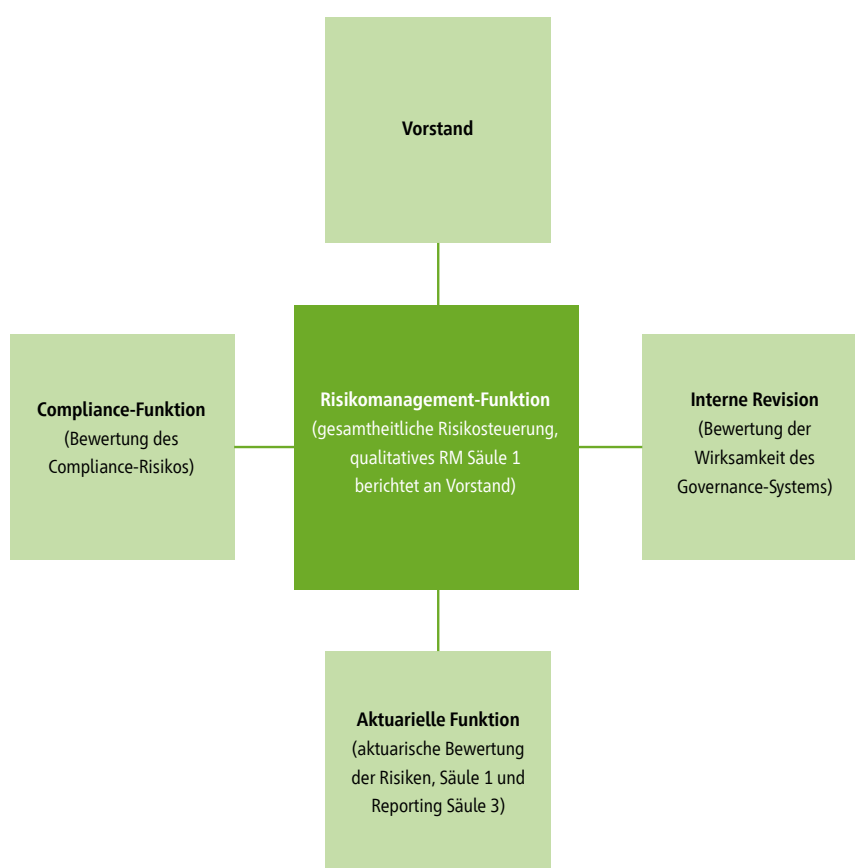 Vorstand
Compliance-Funktion
(Bewertung des
Compliance-Risikos)
Risikomanagement-Funktion
(gesamtheitliche Risikosteuerung,
qualitatives RM Säule 1
berichtet an Vorstand)
Interne Revision
(Bewertung der
Wirksamkeit des
Governance-Systems)
Aktuarielle Funktion
(aktuarische Bewertung
der Risiken, Säule 1 und
Reporting Säule 3)